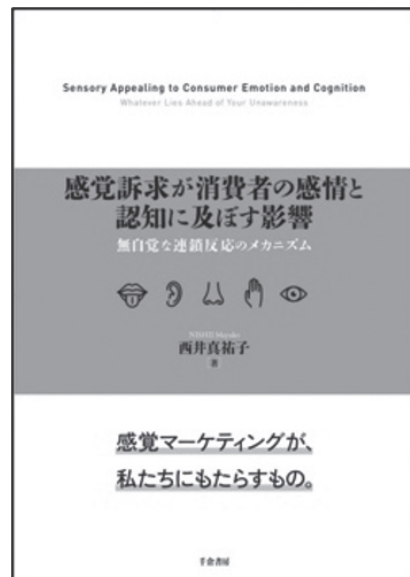 Sensory Appealing to Consumer Emotion and Cognition
Whatever Lies Ahead of Your Unawareness
感覚訴求が消費者の感情と
認知に及ぼす影響
無自覚な連鎖反応のメカニズム
NISHII Mayuko
西井真祐子
[著]
感覚マーケティングが、
私たちにもたらすもの。
千倉書房